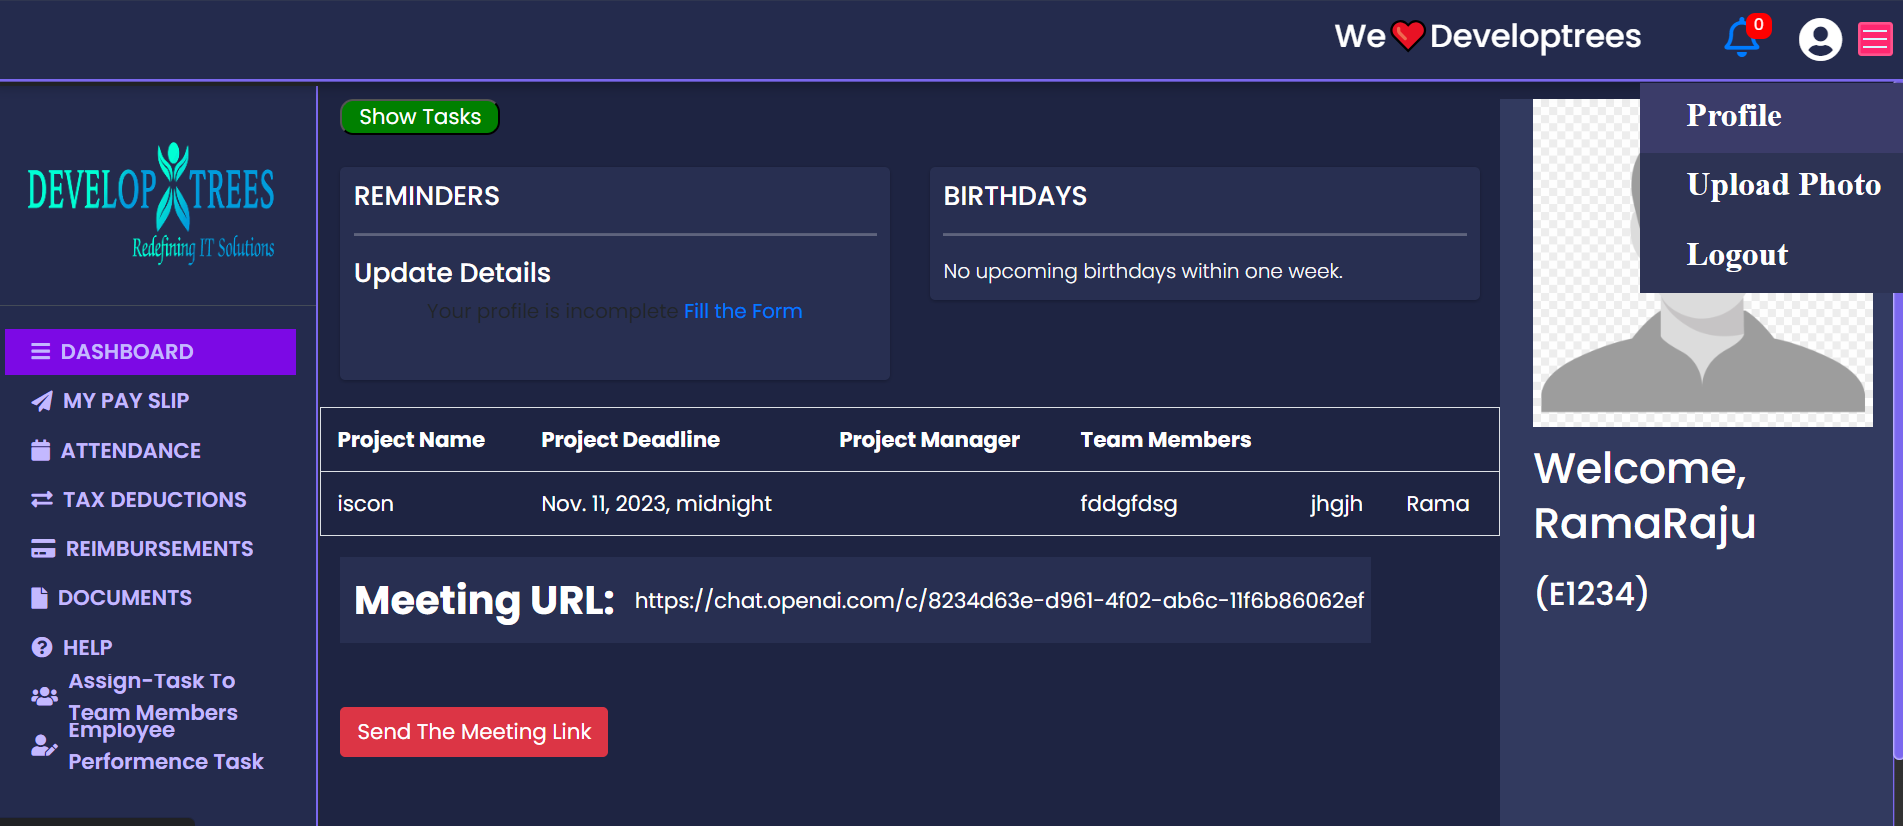 We❤️Developtrees
0
Profile
Upload Photo
Logout
DEVELOP TREES
Redefining IT Solutions
DASHBOARD
MY PAY SLIP
ATTENDANCE
TAX DEDUCTIONS
REIMBURSEMENTS
DOCUMENTS
HELP
Assign-Task To
Team Members
Employee
Performence Task
Show Tasks
REMINDERS
Update Details
Your profile is incomplete Fill the Form
BIRTHDAYS
No upcoming birthdays within one week.
Project Name Project Deadline Project Manager Team Members
iscon Nov. 11, 2023, midnight fddgfdsg jhgjh Rama
Meeting URL: https://chat.openai.com/c/8234d63e-d961-4f02-ab6c-11f6b86062ef
Send The Meeting Link
Welcome,
RamaRaju
(E1234)